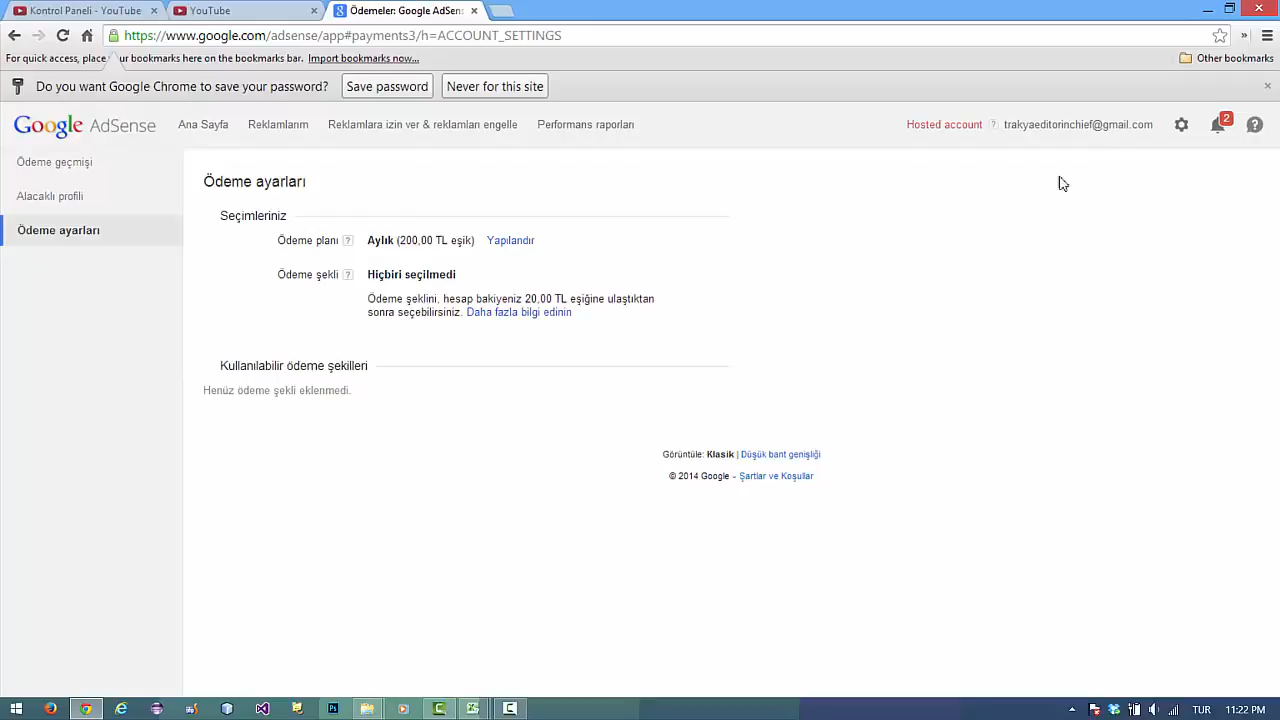 Kontrol Paneli - YouTube
YouTube
Ödemeler: Google AdSens
https://www.google.com/adsense/app#payments3/h=ACCOUNT_SETTINGS
For quick access, place ur bookmarks here on the bookmarks bar. Import bookmarks now...
Other bookmarks
Do you want Google Chrome to save your password?
Save password
Never for this site
Google AdSense
Ana Sayfa
Reklamlarım
Reklamlara izin ver & reklamları engelle
Performans raporları
Hosted account
?
trakyaeditorinchief@gmail.com
2
?
Ödeme geçmişi
Alacaklı profili
Ödeme ayarları
Ödeme ayarları
Seçimleriniz
Ödeme planı ? Aylık (200,00 TL eşik) Yapılandır
Ödeme şekli ? Hiçbiri seçilmedi
Ödeme şeklini, hesap bakiyeniz 20,00 TL eşiğine ulaştıktan
sonra seçebilirsiniz. Daha fazla bilgi edinin
Kullanılabilir ödeme şekilleri
Henüz ödeme şekli eklenmedi.
Görüntüle: Klasik | Düşük bant genişliği
© 2014 Google - Şartlar ve Koşullar
TUR
11:22 PM